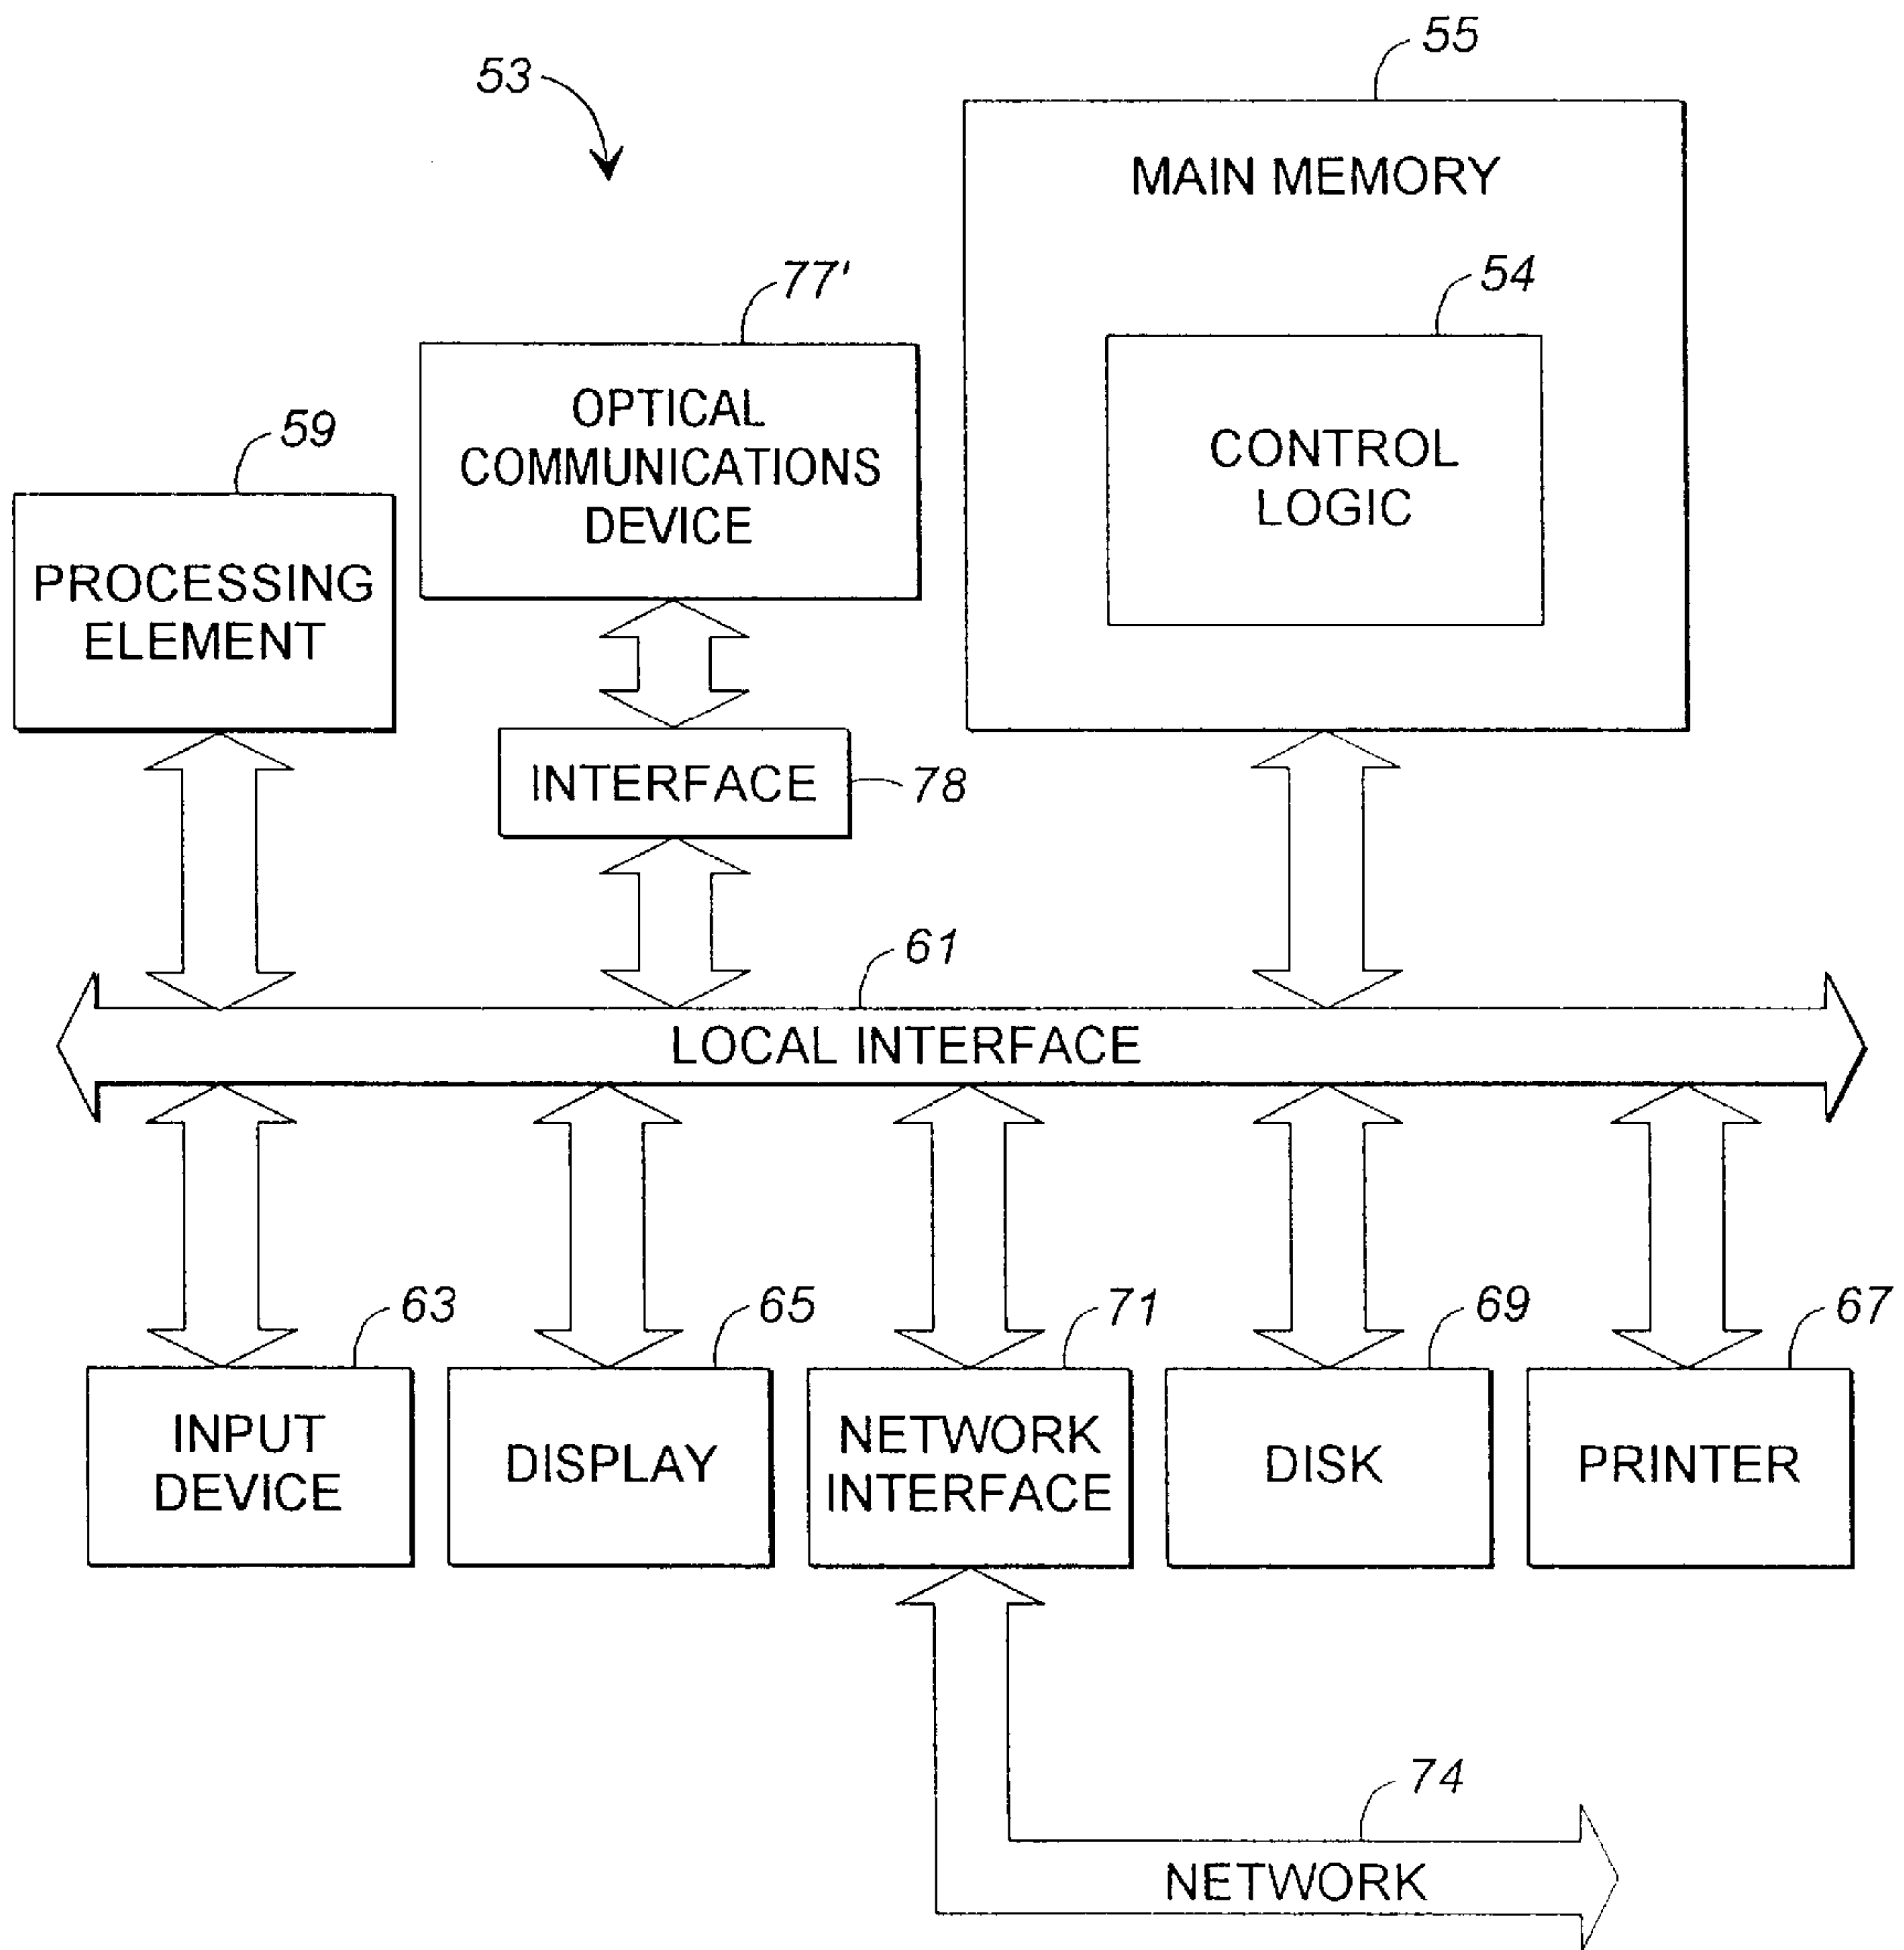 53
55
MAIN MEMORY
54
CONTROL
LOGIC
77'
OPTICAL
COMMUNICATIONS
DEVICE
59
PROCESSING
ELEMENT
INTERFACE
78
61
LOCAL INTERFACE
63
INPUT
DEVICE
65
DISPLAY
71
NETWORK
INTERFACE
69
DISK
67
PRINTER
74
NETWORK